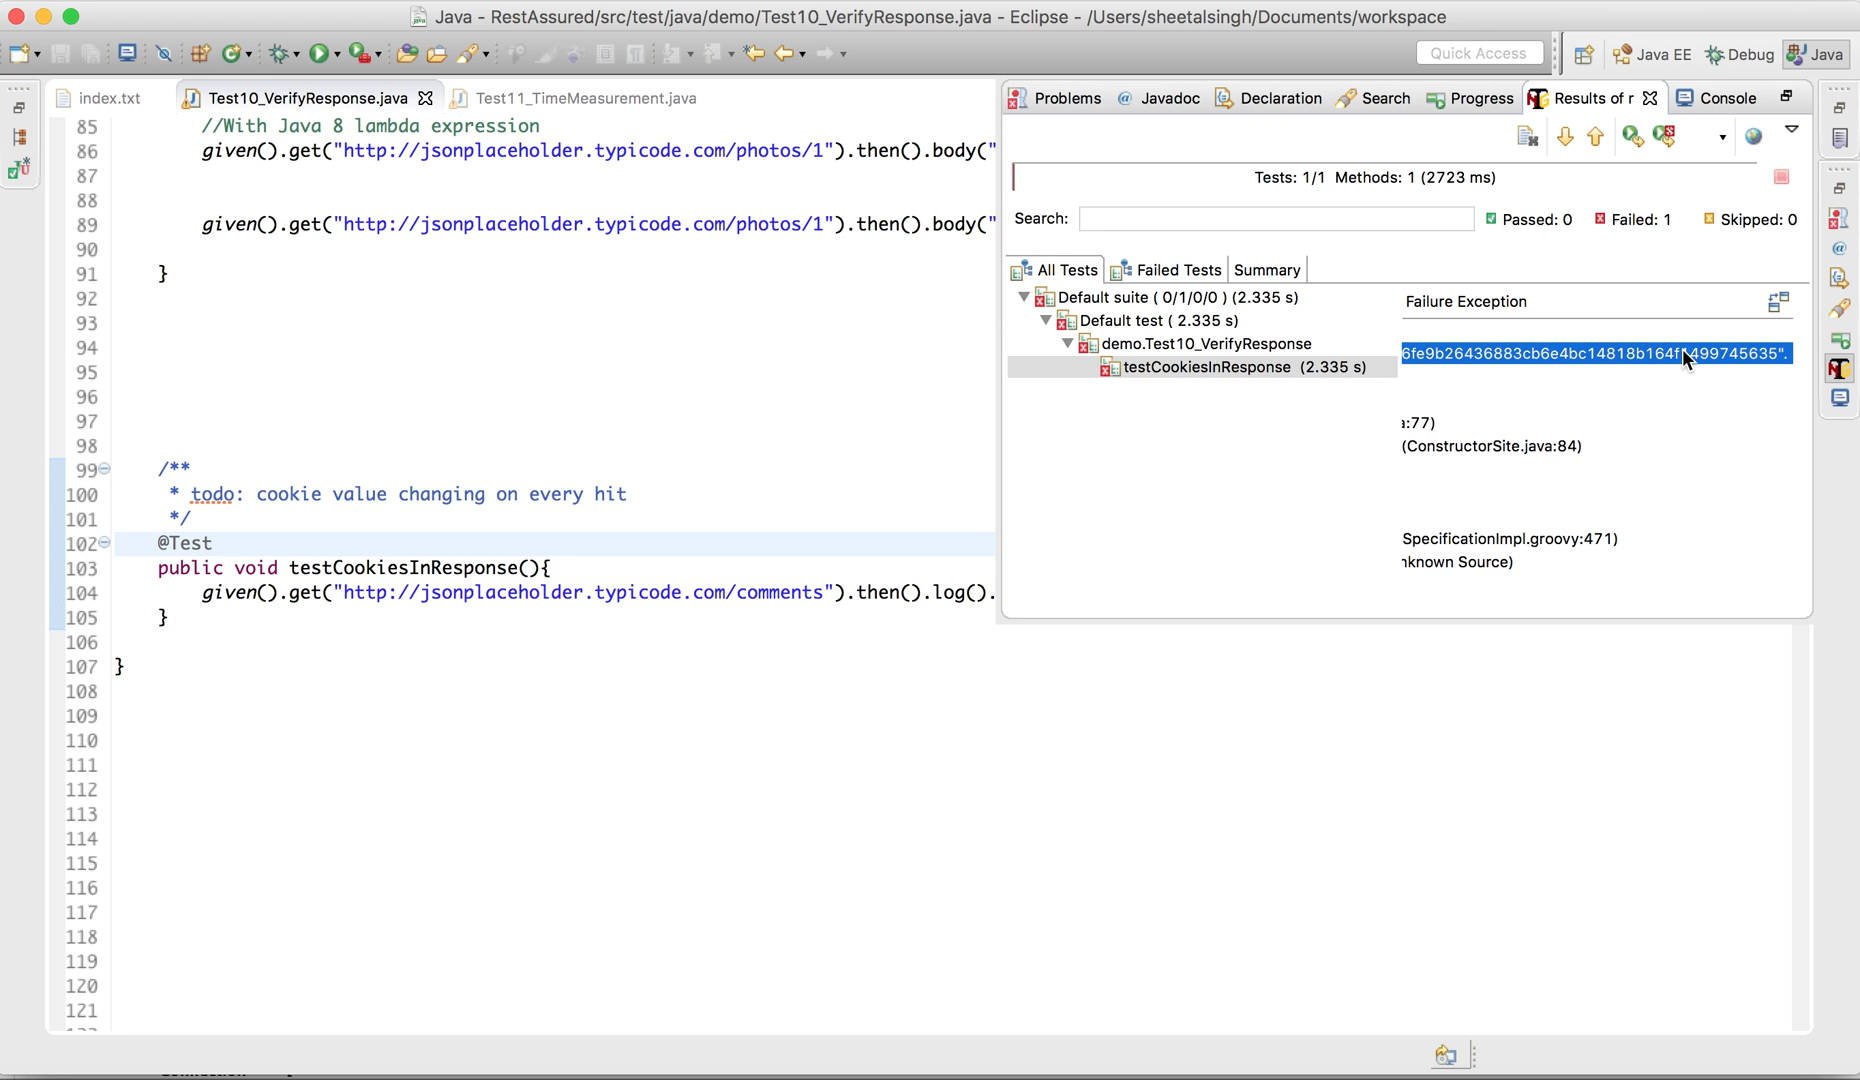 Java - RestAssured/src/test/java/demo/Test10_VerifyResponse.java - Eclipse - /Users/sheetalsingh/Documents/workspace
Quick Access
Java EE
Debug
Java
index.txt
Test10_VerifyResponse.java
Test11_TimeMeasurement.java
85 //With Java 8 lambda expression
86 given().get("http://jsonplaceholder.typicode.com/photos/1").then().body("
87
88
89 given().get("http://jsonplaceholder.typicode.com/photos/1").then().body("
90
91 }
92
93
94
95
96
97
98
99 /**
100 * todo: cookie value changing on every hit
101 */
102 @Test
103 public void testCookiesInResponse(){
104 given().get("http://jsonplaceholder.typicode.com/comments").then().log().
105 }
106
107 }
108
109
110
111
112
113
114
115
116
117
118
119
120
121
Problems
@ Javadoc
Declaration
Search
Progress
Results of r
Console
Tests: 1/1 Methods: 1 (2723 ms)
Search:
Passed: 0
Failed: 1
Skipped: 0
All Tests
Failed Tests
Summary
Default suite ( 0/1/0/0 ) (2.335 s)
Default test ( 2.335 s)
demo.Test10_VerifyResponse
testCookiesInResponse (2.335 s)
Failure Exception
a:77)
(ConstructorSite.java:84)
SpecificationImpl.groovy:471)
nknown Source)